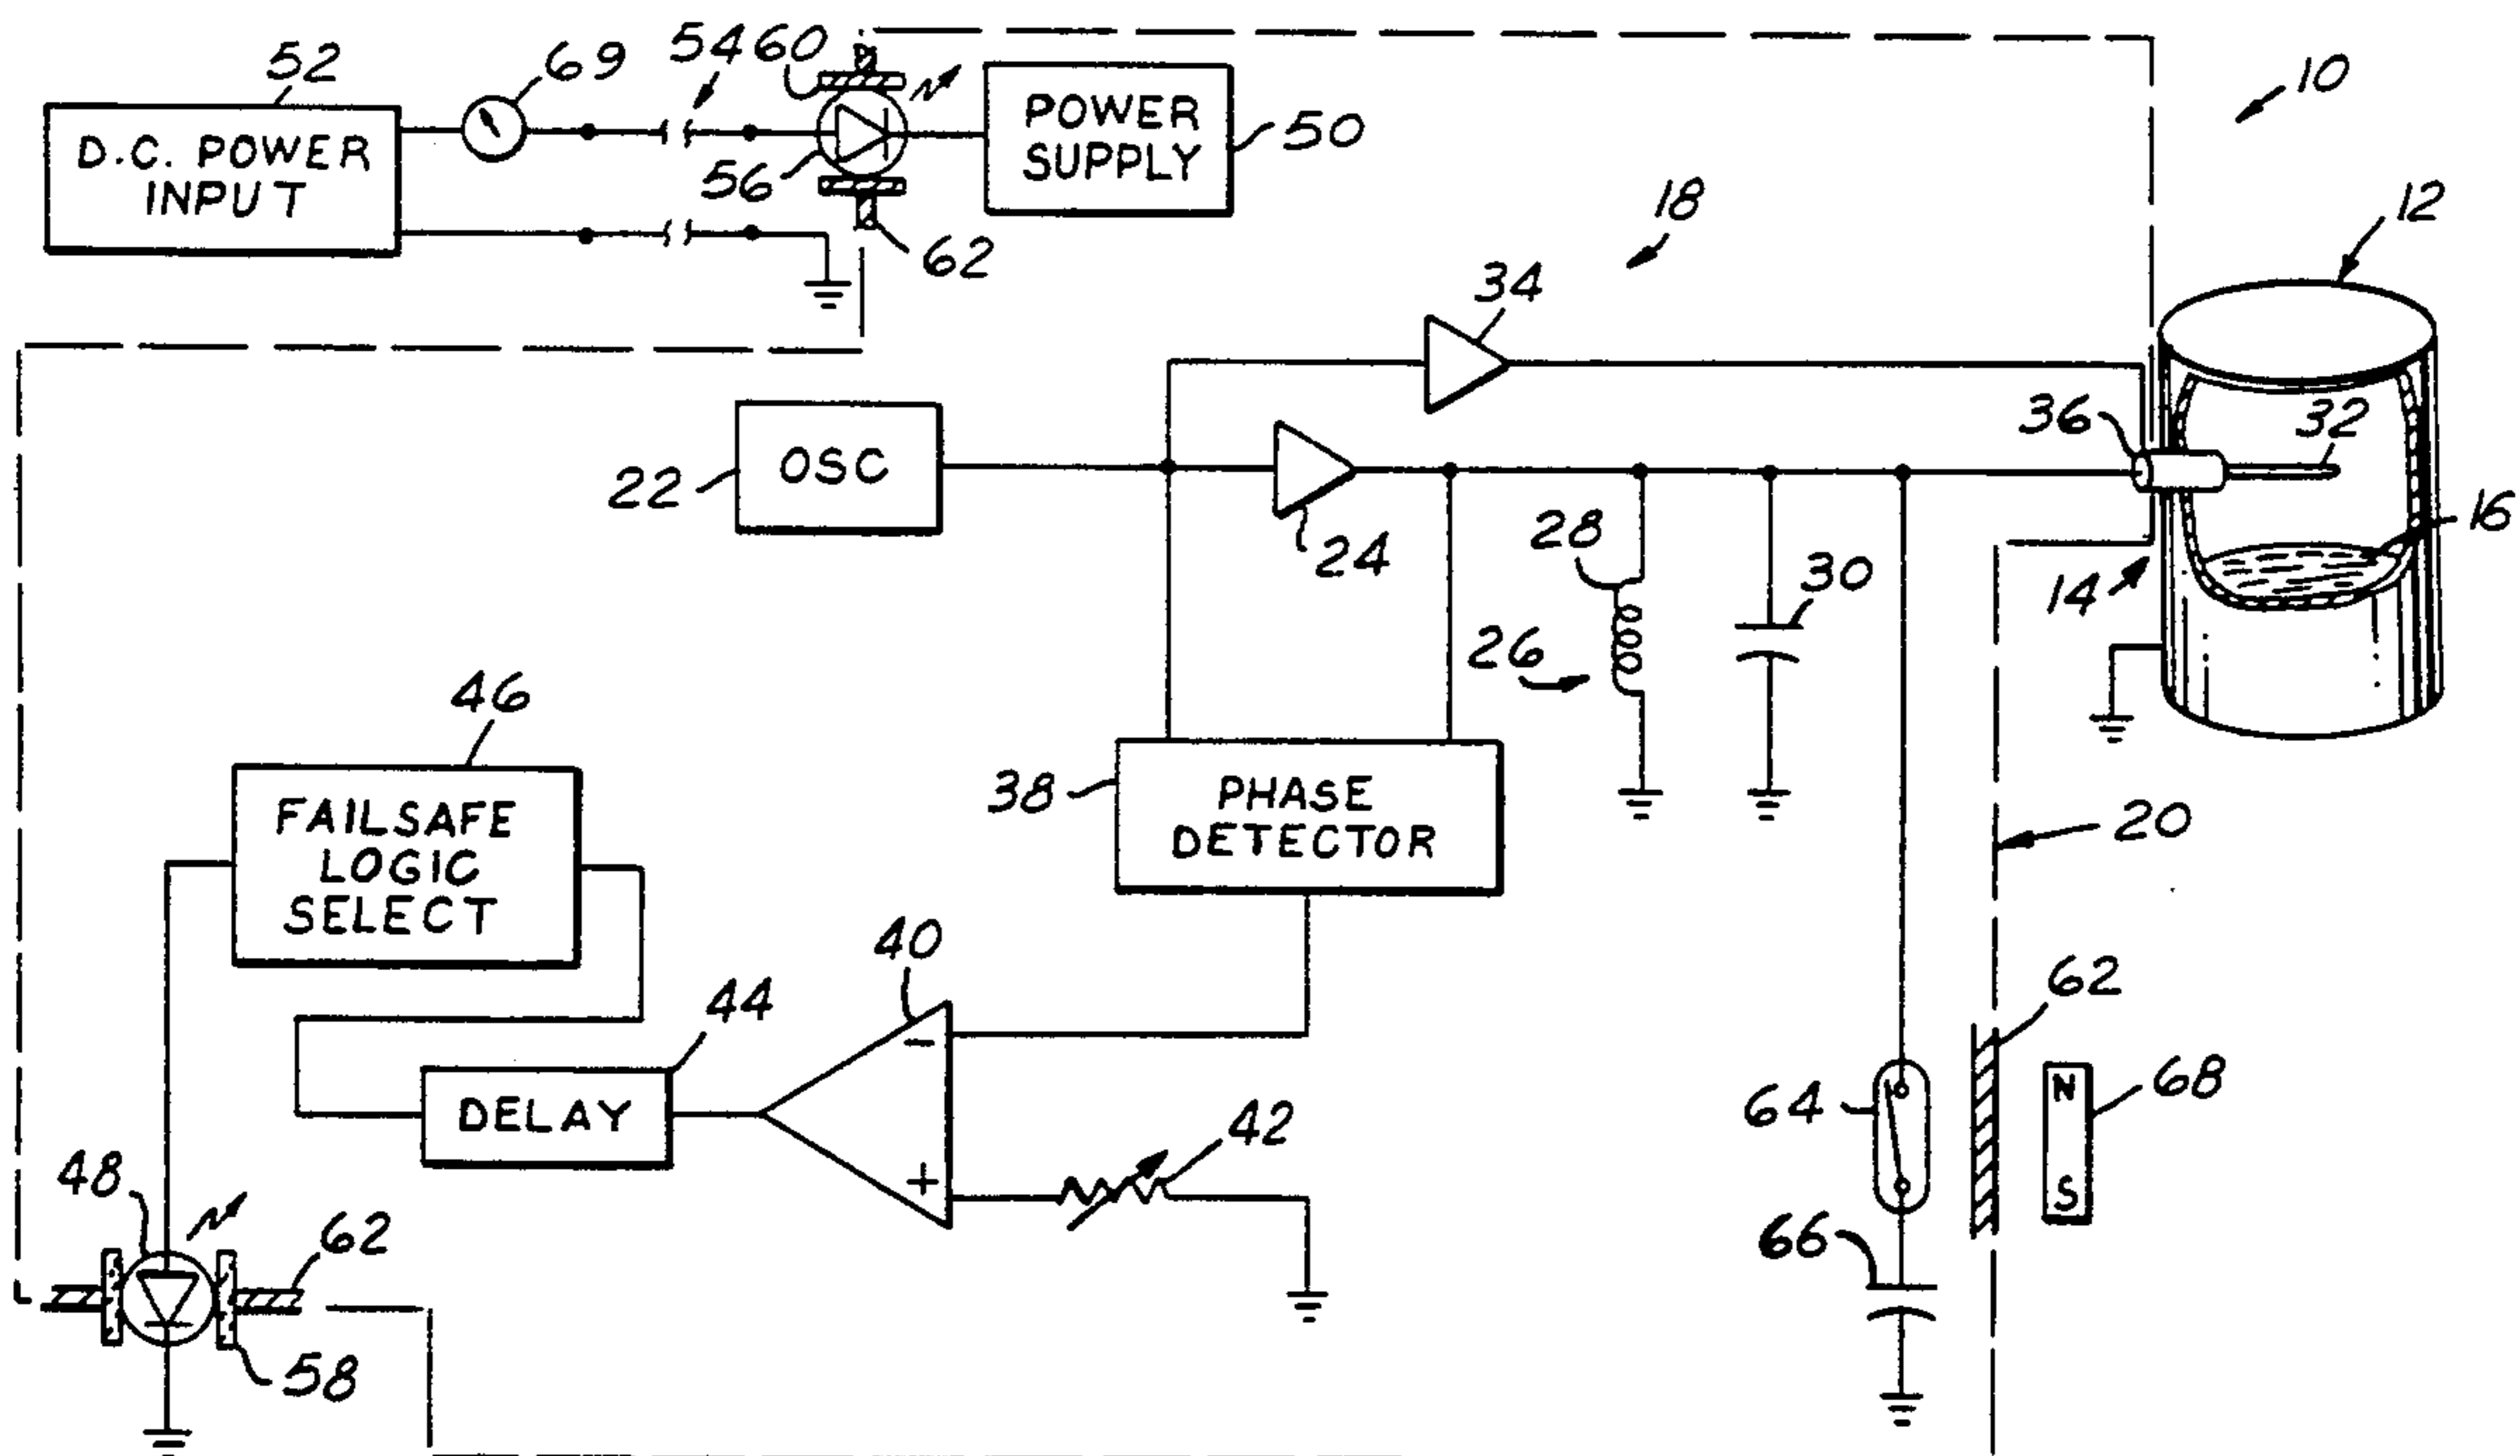 52
69
54
60
10
D.C. POWER
INPUT
POWER
SUPPLY
50
56
62
18
12
34
36
32
OSC
22
24
16
28
30
14
26
46
FAILSAFE
LOGIC
SELECT
38
PHASE
DETECTOR
20
40
44
62
DELAY
−
+
42
64
N
S
68
48
62
66
58